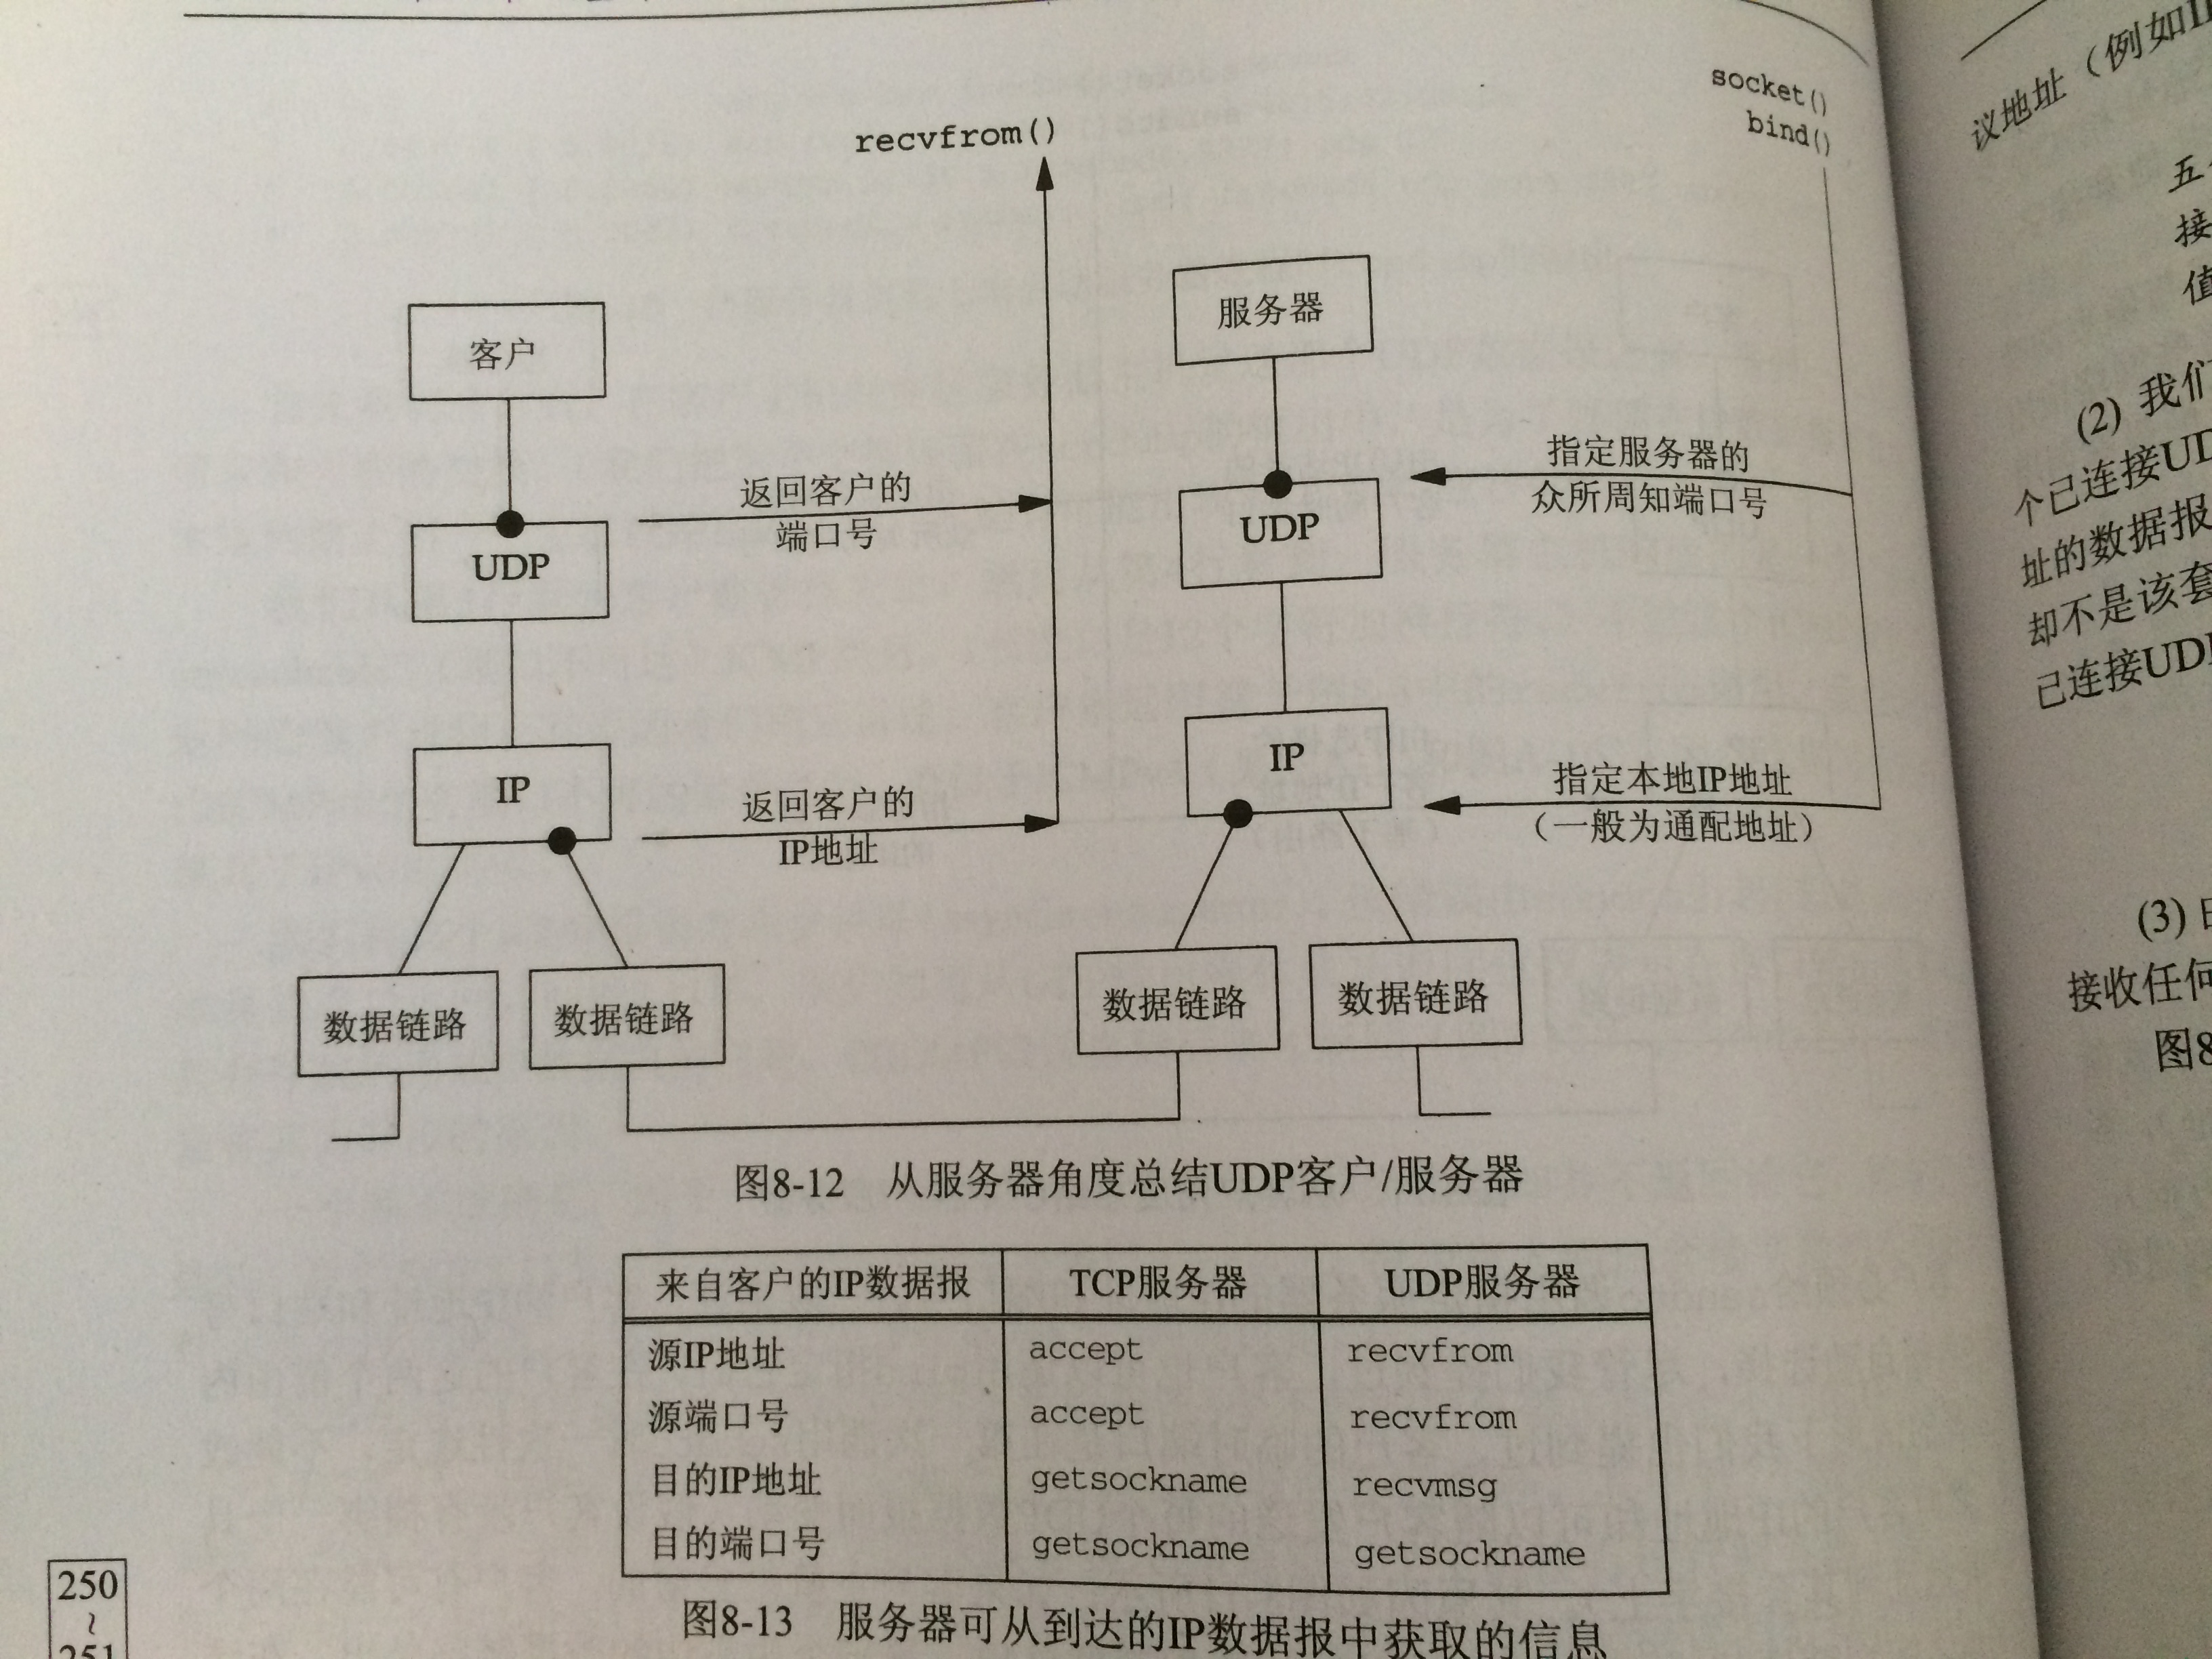 recvfrom()
socket()
bind()
客户
服务器
返回客户的
端口号
指定服务器的
众所周知端口号
UDP
UDP
IP
IP
返回客户的
IP地址
指定本地IP地址
（一般为通配地址）
数据链路
数据链路
数据链路
数据链路
图8-12 从服务器角度总结UDP客户/服务器
来自客户的IP数据报 TCP服务器 UDP服务器
源IP地址 accept recvfrom
源端口号 accept recvfrom
目的IP地址 getsockname recvmsg
目的端口号 getsockname getsockname
图8-13 服务器可从到达的IP数据报中获取的信息
250
~
251
议地址（例如
五
接
值
(2) 我们
个已连接UD
址的数据报
却不是该套
已连接UD
(3)
接收任何
图8